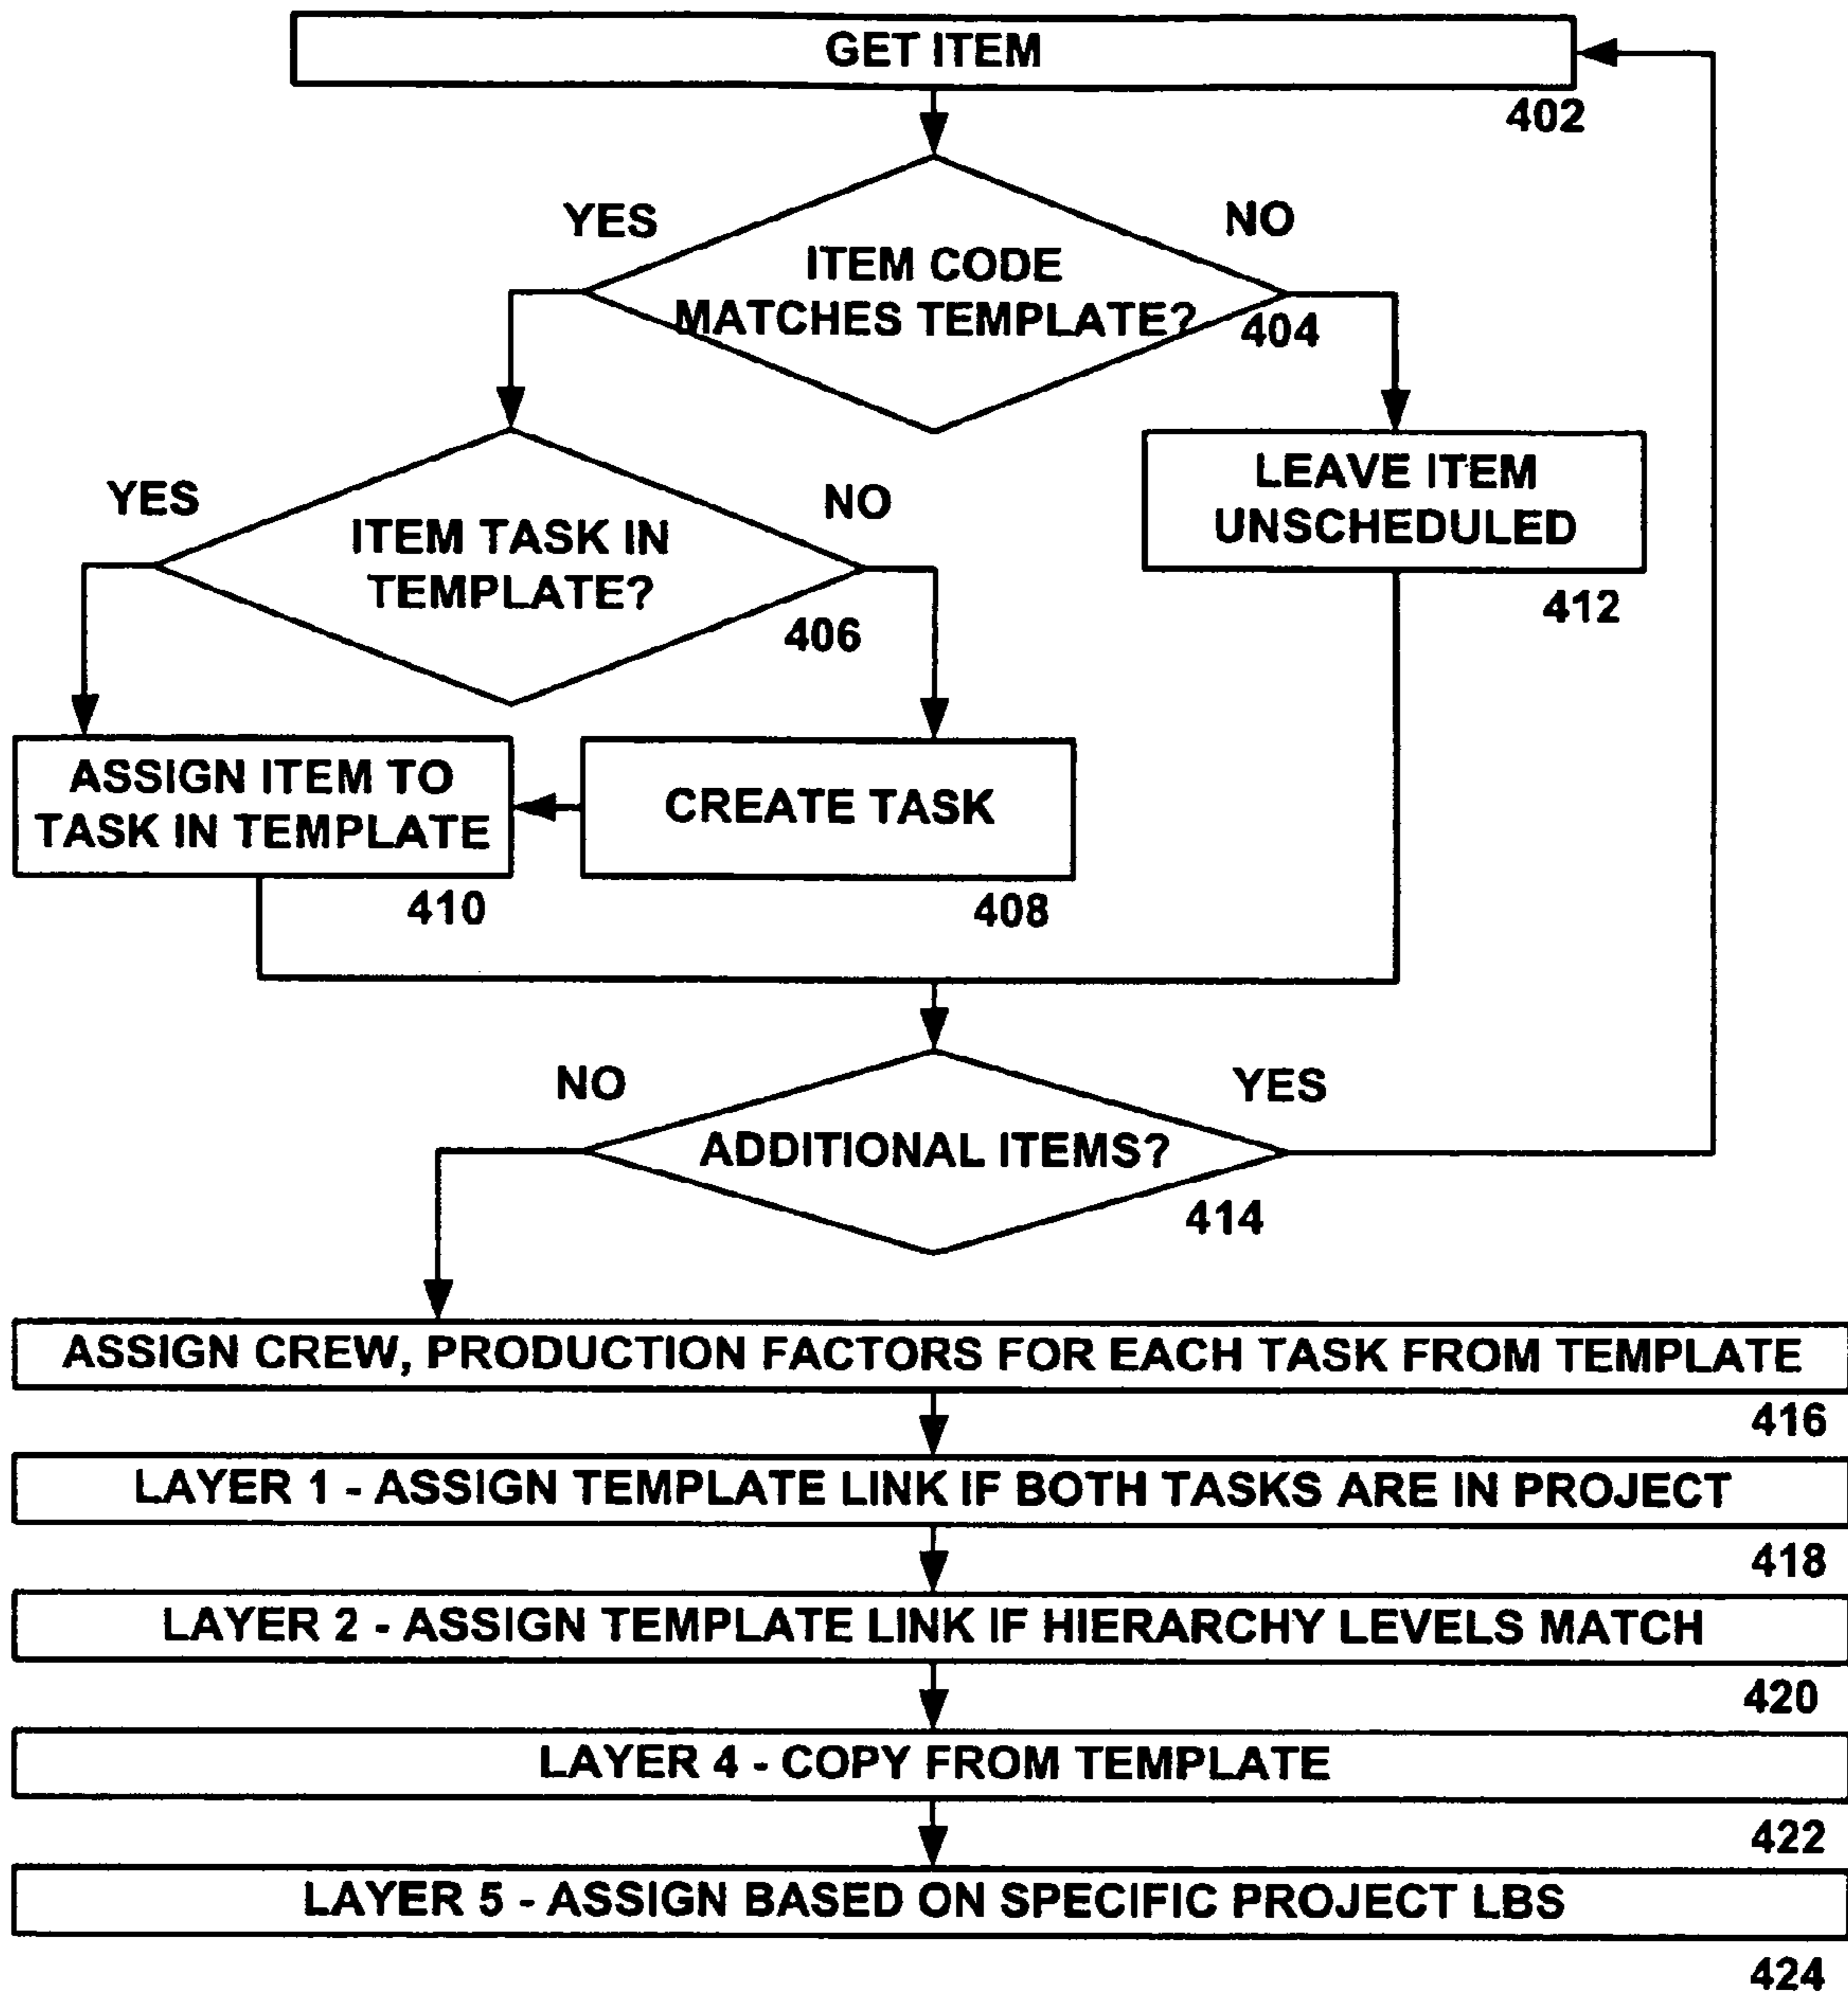 GET ITEM
402
YES
NO
ITEM CODE
MATCHES TEMPLATE?
404
YES
NO
ITEM TASK IN
TEMPLATE?
406
LEAVE ITEM
UNSCHEDULED
412
ASSIGN ITEM TO
TASK IN TEMPLATE
410
CREATE TASK
408
NO
YES
ADDITIONAL ITEMS?
414
ASSIGN CREW, PRODUCTION FACTORS FOR EACH TASK FROM TEMPLATE
416
LAYER 1 - ASSIGN TEMPLATE LINK IF BOTH TASKS ARE IN PROJECT
418
LAYER 2 - ASSIGN TEMPLATE LINK IF HIERARCHY LEVELS MATCH
420
LAYER 4 - COPY FROM TEMPLATE
422
LAYER 5 - ASSIGN BASED ON SPECIFIC PROJECT LBS
424